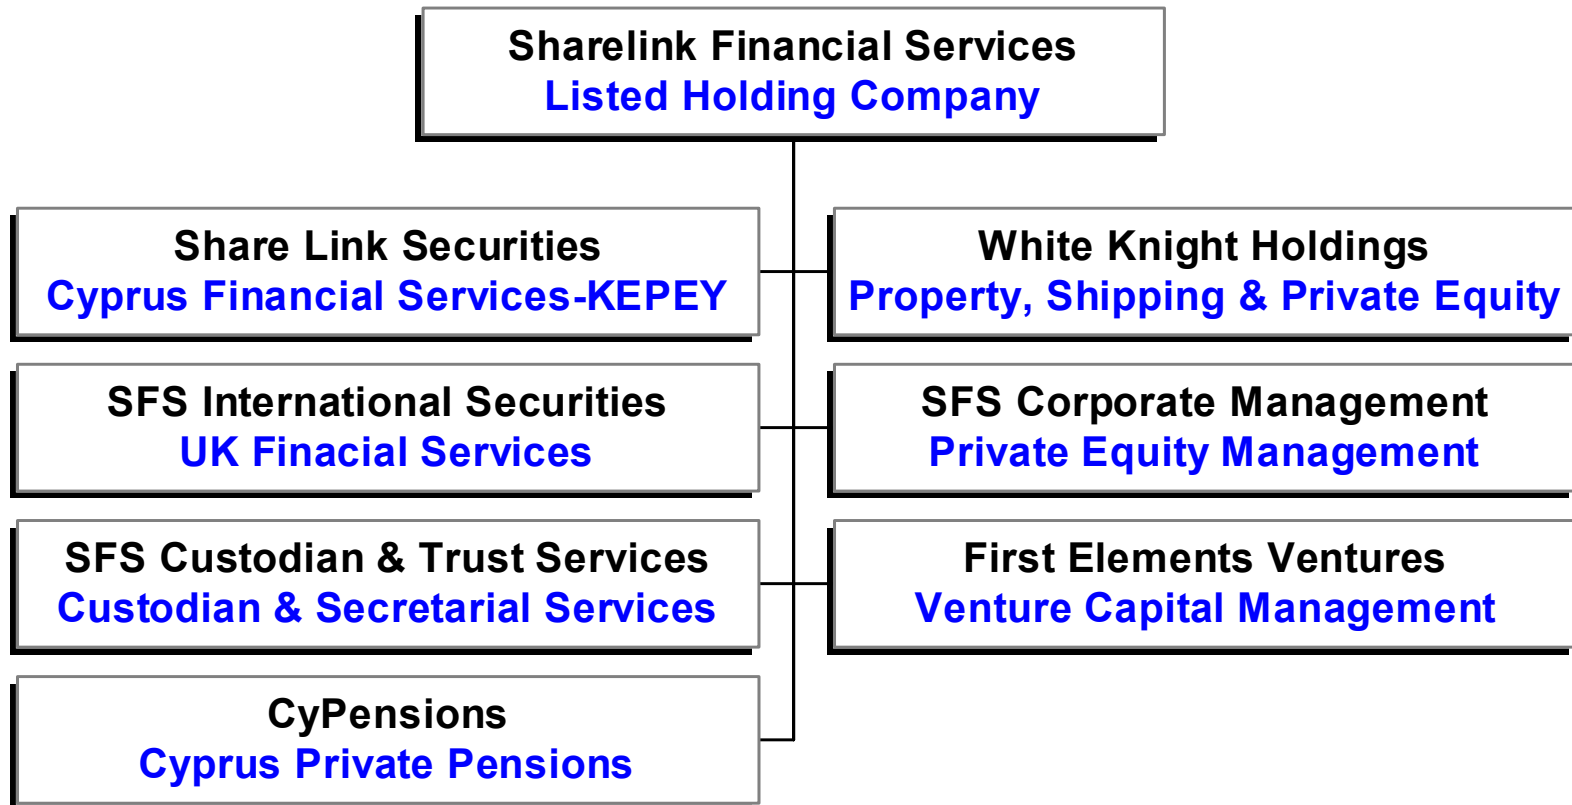 Sharelink Financial Services
Listed Holding Company
Share Link Securities
Cyprus Financial Services-KEPEY
White Knight Holdings
Property, Shipping & Private Equity
SFS International Securities
UK Finacial Services
SFS Corporate Management
Private Equity Management
SFS Custodian & Trust Services
Custodian & Secretarial Services
First Elements Ventures
Venture Capital Management
CyPensions
Cyprus Private Pensions